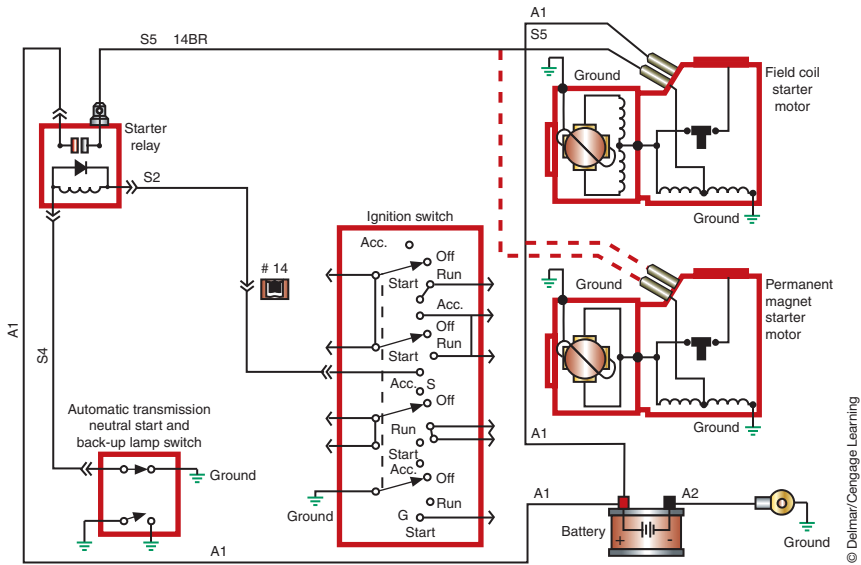 A1
S5 14BR
S5
Ground
Field coil
starter
motor
Starter
relay
S2
Ground
Ignition switch
Acc.
Off
# 14
Run
Start
Acc.
Off
Run
Start
Ground
Permanent
magnet
starter
motor
A1
S4
Acc. S
Off
Automatic transmission
neutral start and
back-up lamp switch
Run
Start
Acc.
Off
Ground
A1
Ground
Ground
Run
G
Start
A1
A2
Battery
+ -
Ground
A1
© Delmar/Cengage Learning